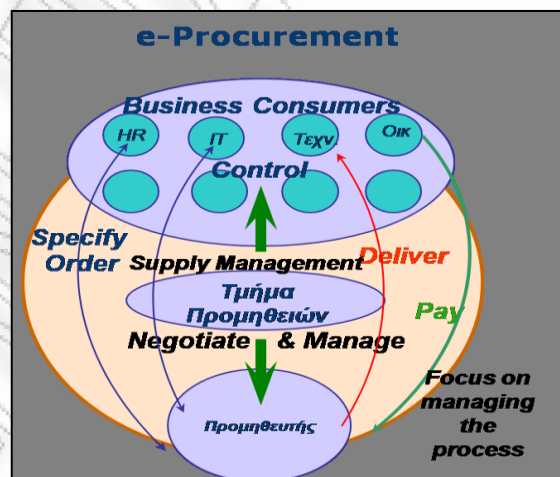 e-Procurement
Business Consumers
HR IT Τεχν. Οικ
Control
Specify
Order
Supply Management
Deliver
Τμήμα
Προμηθειών
Pay
Negotiate & Manage
Focus on
managing
the
process
Προμηθευτής